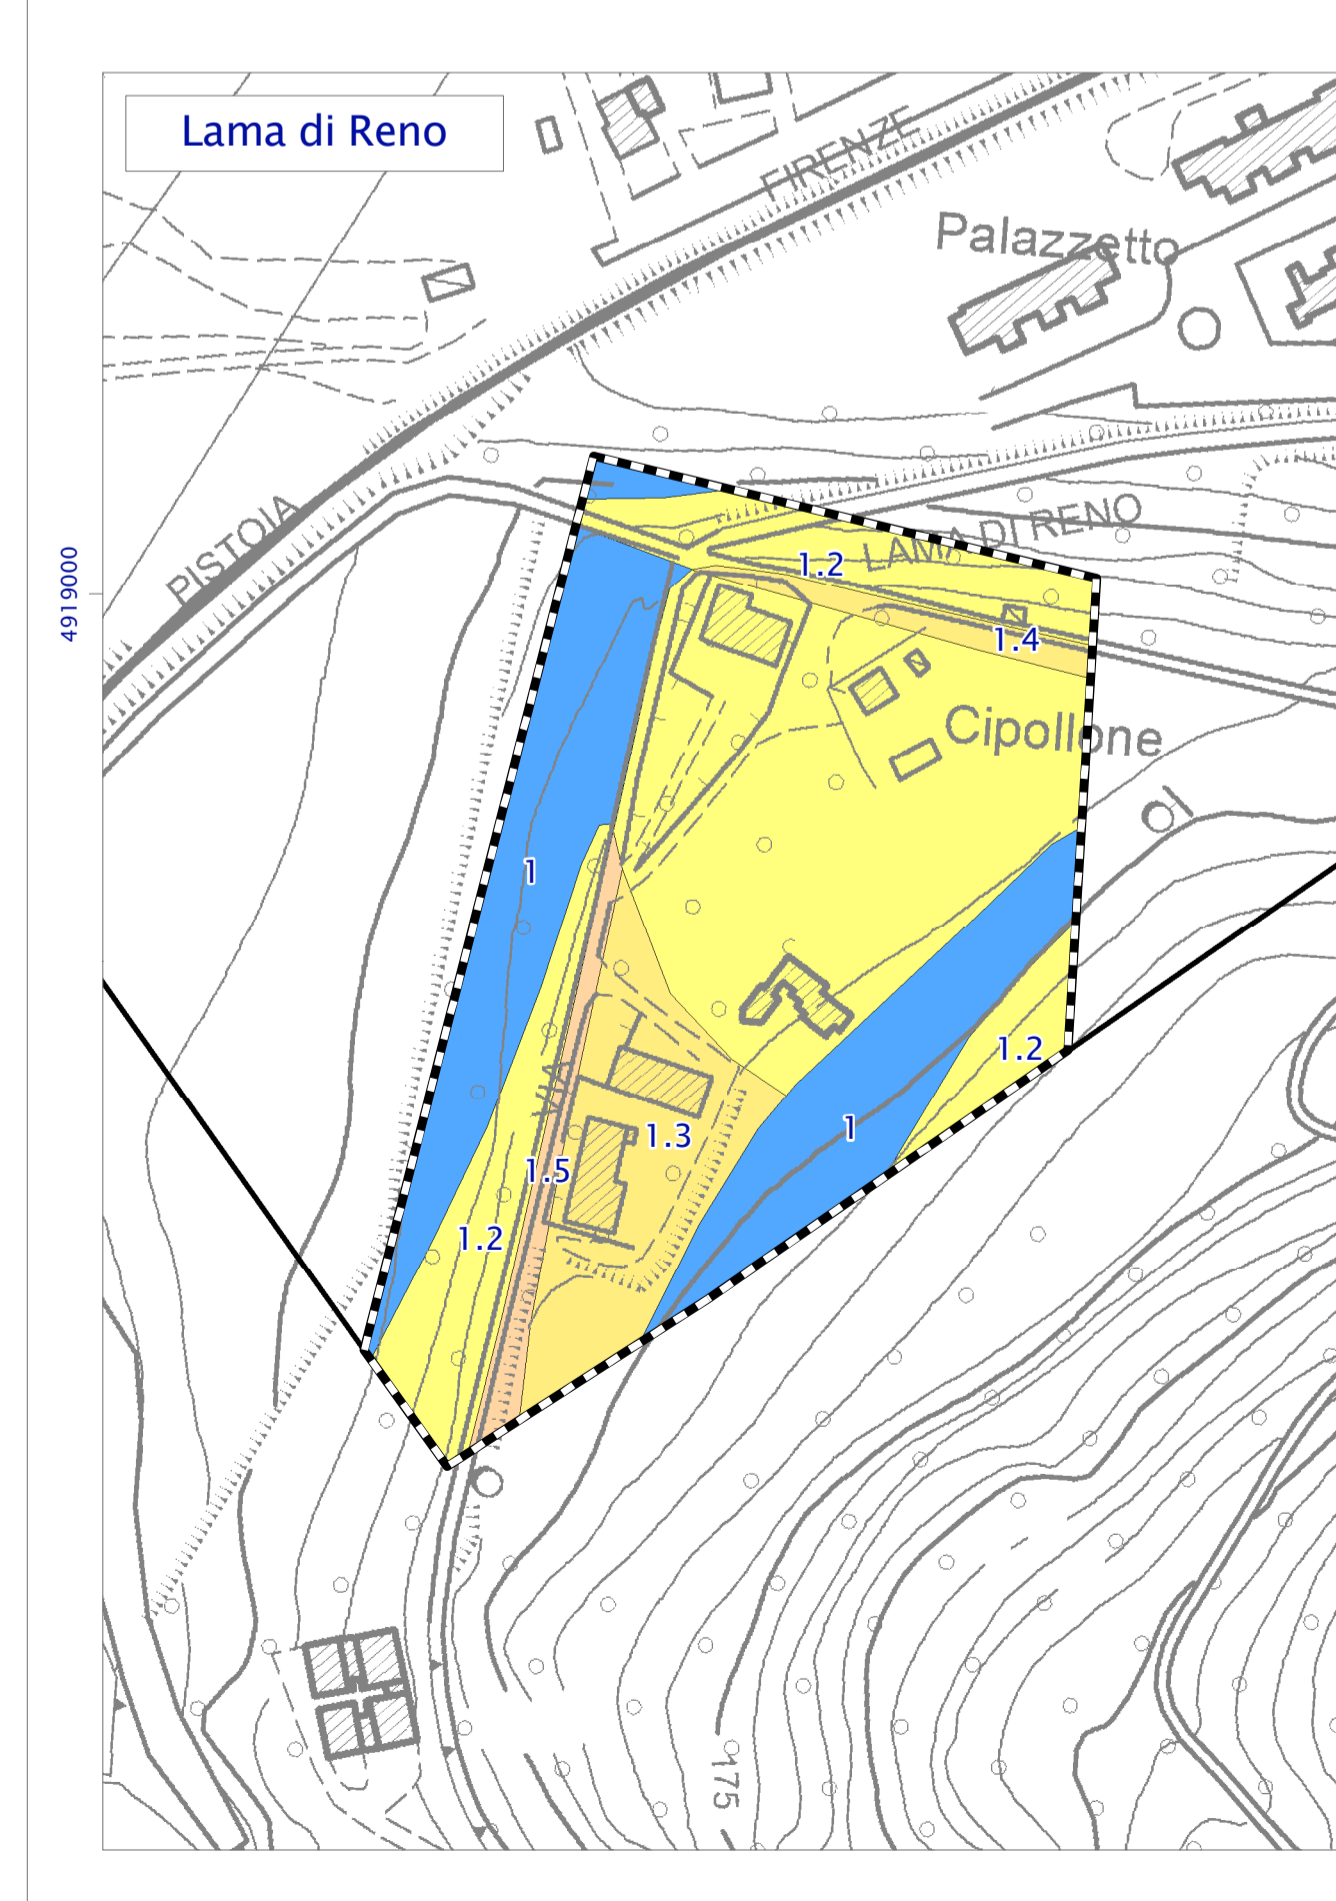 Lama di Reno
FIRENZE
Palazzetto
PISTOIA
LAMA DI RENO
4919000
1.2
1.4
Cipollone
1
1.2
1
1.3
VIA
1.5
1.2
175